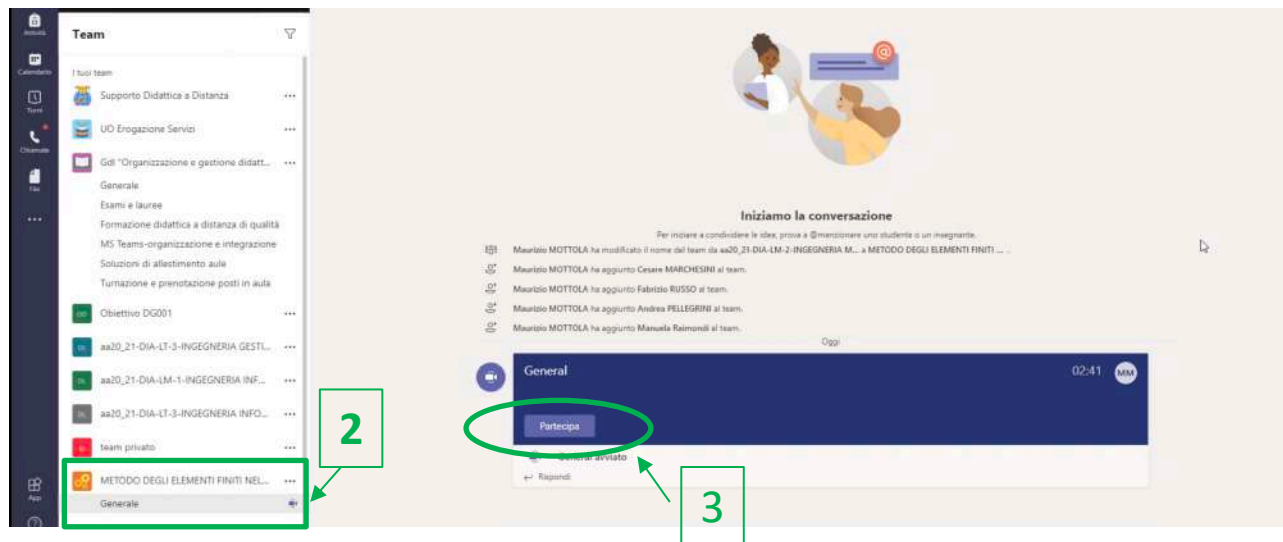 Attività
Calendario
Turni
Chiamate
File
App
Team
I tuoi team
Supporto Didattica a Distanza
UO Erogazione Servizi
Gdl "Organizzazione e gestione didatt...
Generale
Esami e lauree
Formazione didattica a distanza di qualità
MS Teams-organizzazione e integrazione
Soluzioni di allestimento aule
Turnazione e prenotazione posti in aula
Obiettivo DG001
aa20_21-DIA-LT-3-INGEGNERIA GESTI...
aa20_21-DIA-LM-1-INGEGNERIA INF...
aa20_21-DIA-LT-3-INGEGNERIA INFO...
team privato
METODO DEGLI ELEMENTI FINITI NEL...
Generale
2
Iniziamo la conversazione
Per iniziare a condividere le idee, prova a @menzionare uno studente o un insegnante.
Maurizio MOTTOLA ha modificato il nome del team da aa20_21-DIA-LM-2-INGEGNERIA M... a METODO DEGLI ELEMENTI FINITI ... .
Maurizio MOTTOLA ha aggiunto Cesare MARCHESINI al team.
Maurizio MOTTOLA ha aggiunto Fabrizio RUSSO al team.
Maurizio MOTTOLA ha aggiunto Andrea PELLEGRINI al team.
Maurizio MOTTOLA ha aggiunto Manuela Raimondi al team.
Oggi
General 02:41 MM
Partecipa
General avviato
Rispondi
3